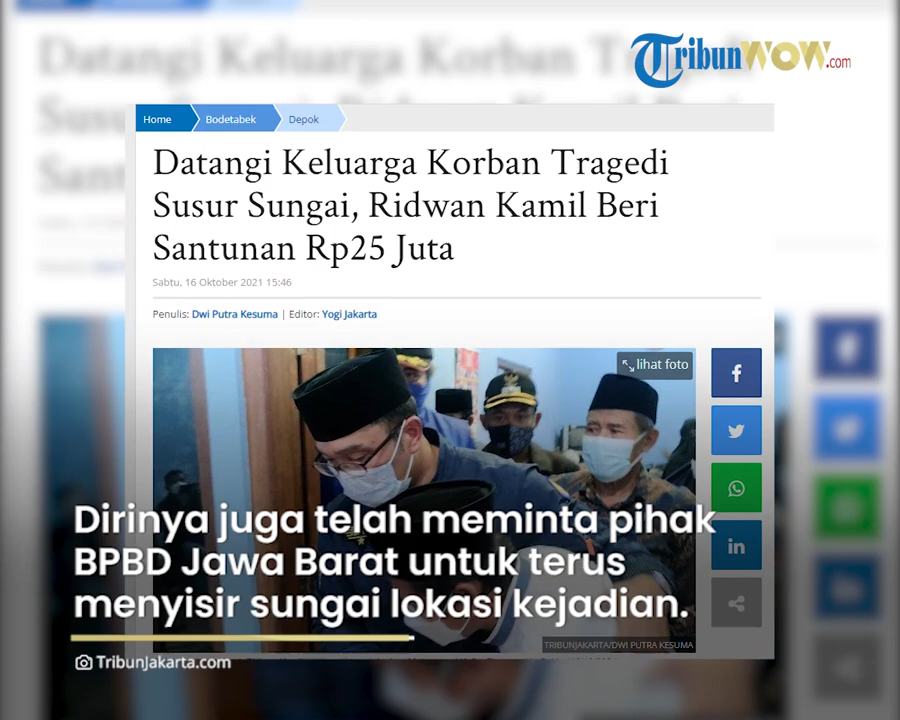 TribunWOW.com
Home Bodetabek Depok
Datangi Keluarga Korban Tragedi
Susur Sungai, Ridwan Kamil Beri
Santunan Rp25 Juta
Sabtu, 16 Oktober 2021 15:46
Penulis: Dwi Putra Kesuma | Editor: Yogi Jakarta
lihat foto
Dirinya juga telah meminta pihak
BPBD Jawa Barat untuk terus
menyisir sungai lokasi kejadian.
TRIBUNJAKARTA/DWI PUTRA KESUMA
TribunJakarta.com